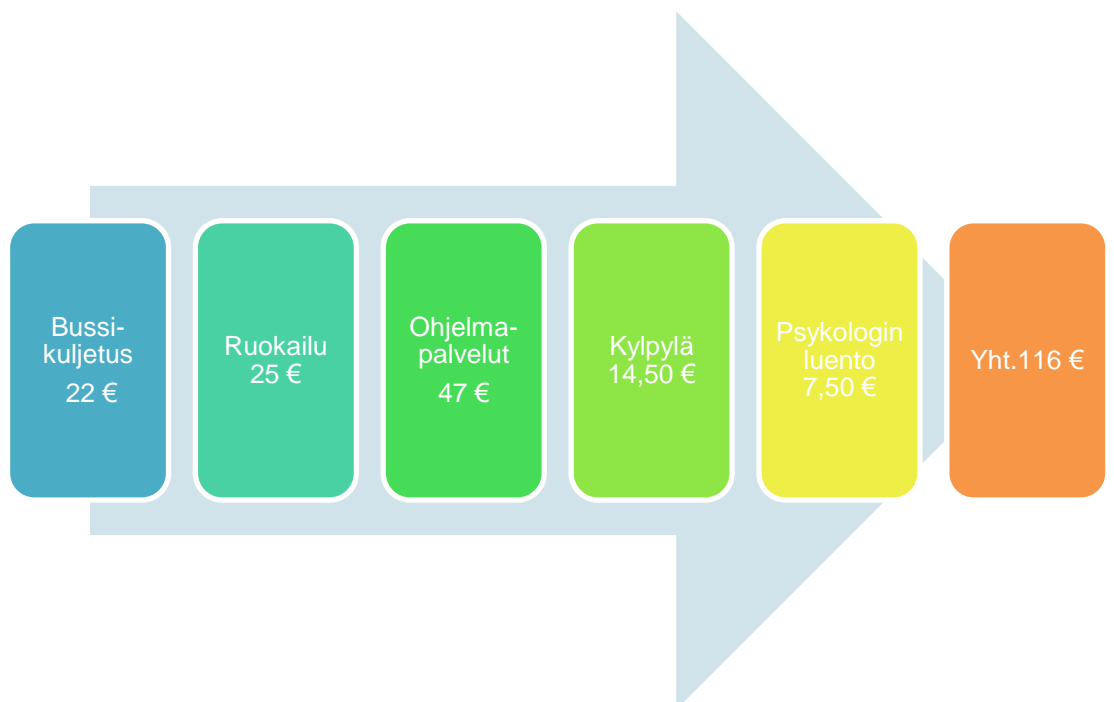 Bussi-
kuljetus
22 €
Ruokailu
25 €
Ohjelma-
palvelut
47 €
Kylpylä
14,50 €
Psykologin
luento
7,50 €
Yht.116 €